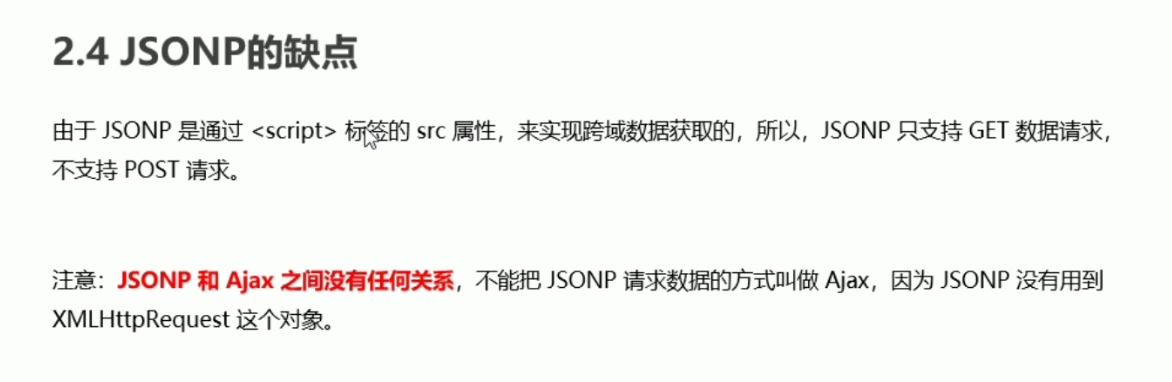 2.4 JSONP的缺点
由于 JSONP 是通过 <script> 标签的 src 属性，来实现跨域数据获取的，所以，JSONP 只支持 GET 数据请求，
不支持 POST 请求。
注意：JSONP 和 Ajax 之间没有任何关系，不能把 JSONP 请求数据的方式叫做 Ajax，因为 JSONP 没有用到
XMLHttpRequest 这个对象。